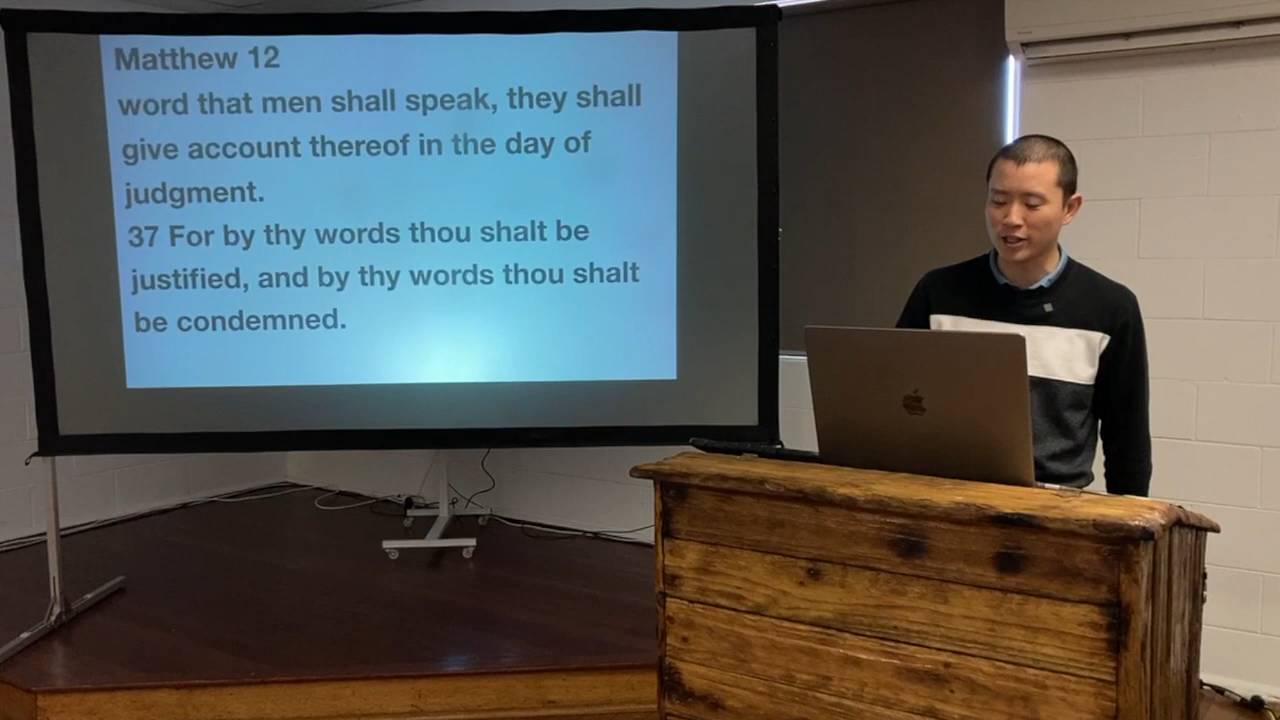 Matthew 12
word that men shall speak, they shall
give account thereof in the day of
judgment.
37 For by thy words thou shalt be
justified, and by thy words thou shalt
be condemned.